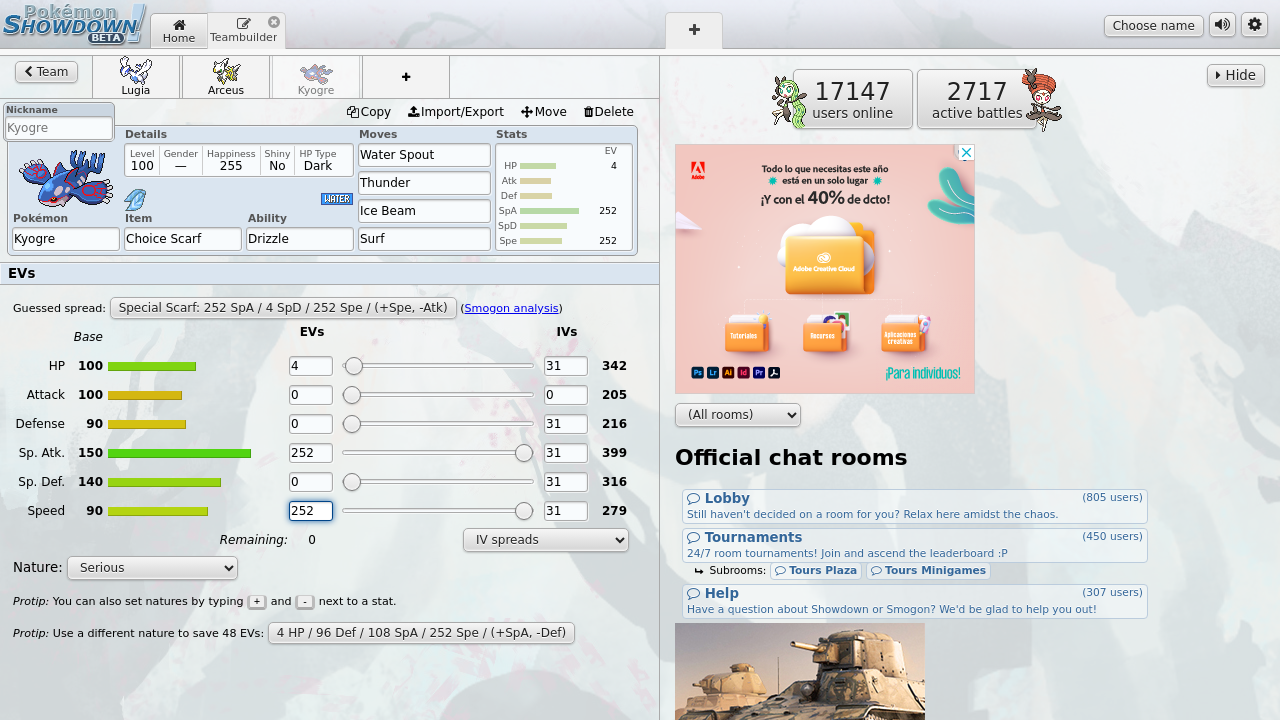 Pokémon
SHOWDOWN!
BETA
Home
Teambuilder
+
Choose name
Team
Lugia
Arceus
Kyogre
+
Nickname
Kyogre
Copy
Import/Export
Move
Delete
Details
Level
100
Gender
—
Happiness
255
Shiny
No
HP Type
Dark
WATER
Pokémon
Kyogre
Item
Choice Scarf
Ability
Drizzle
Moves
Water Spout
Thunder
Ice Beam
Surf
Stats
EV
HP 4
Atk
Def
SpA 252
SpD
Spe 252
EVs
Guessed spread: Special Scarf: 252 SpA / 4 SpD / 252 Spe / (+Spe, -Atk) (Smogon analysis)
Base EVs IVs
HP 100 4 31 342
Attack 100 0 0 205
Defense 90 0 31 216
Sp. Atk. 150 252 31 399
Sp. Def. 140 0 31 316
Speed 90 252 31 279
Remaining: 0 IV spreads
Nature: Serious
Protip: You can also set natures by typing + and - next to a stat.
Protip: Use a different nature to save 48 EVs: 4 HP / 96 Def / 108 SpA / 252 Spe / (+SpA, -Def)
Hide
17147
users online
2717
active battles
Adobe
Todo lo que necesitas este año
está en un solo lugar
¡Y con el 40% de dcto!
Adobe Creative Cloud
Tutoriales
Recursos
Aplicaciones
creativas
Ps Lr Ai Id Pr
¡Para individuos!
(All rooms)
Official chat rooms
Lobby (805 users)
Still haven't decided on a room for you? Relax here amidst the chaos.
Tournaments (450 users)
24/7 room tournaments! Join and ascend the leaderboard :P
Subrooms: Tours Plaza Tours Minigames
Help (307 users)
Have a question about Showdown or Smogon? We'd be glad to help you out!